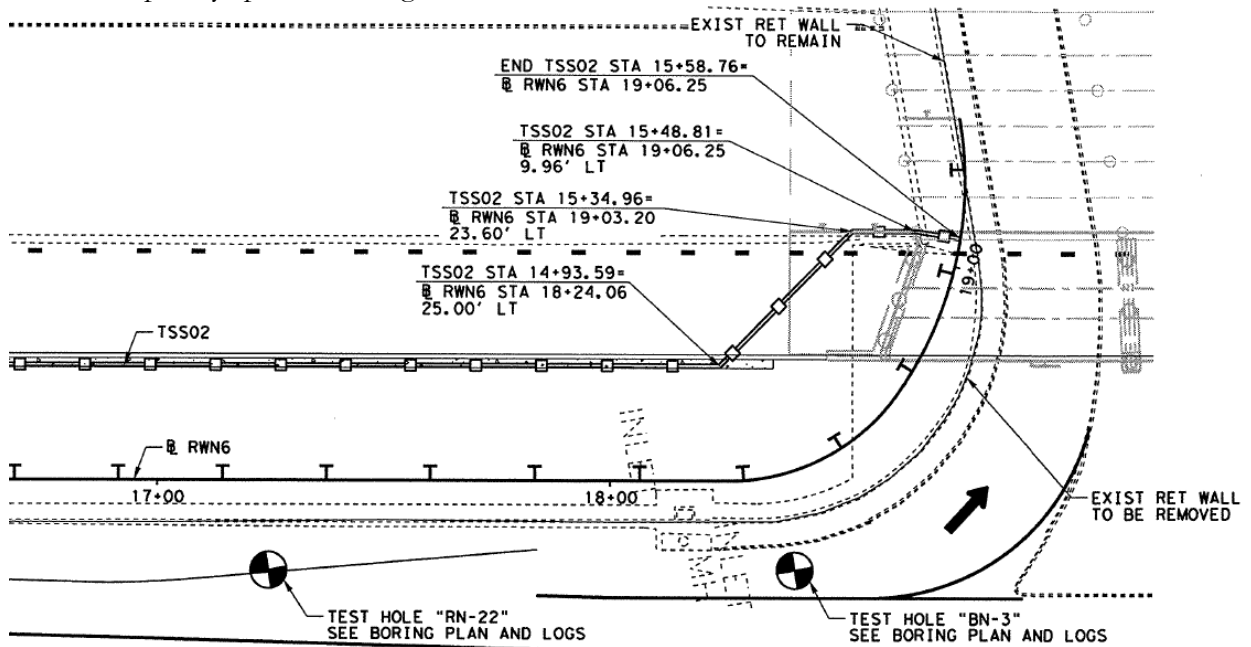 EXIST RET WALL
TO REMAIN
END TSS02 STA 15+58.76=
℄ RWN6 STA 19+06.25
TSS02 STA 15+48.81=
℄ RWN6 STA 19+06.25
9.96' LT
TSS02 STA 15+34.96=
℄ RWN6 STA 19+03.20
23.60' LT
TSS02 STA 14+93.59=
℄ RWN6 STA 18+24.06
25.00' LT
19+00
TSS02
℄ RWN6
17+00
18+00
EXIST RET WALL
TO BE REMOVED
TEST HOLE "RN-22"
SEE BORING PLAN AND LOGS
TEST HOLE "BN-3"
SEE BORING PLAN AND LOGS